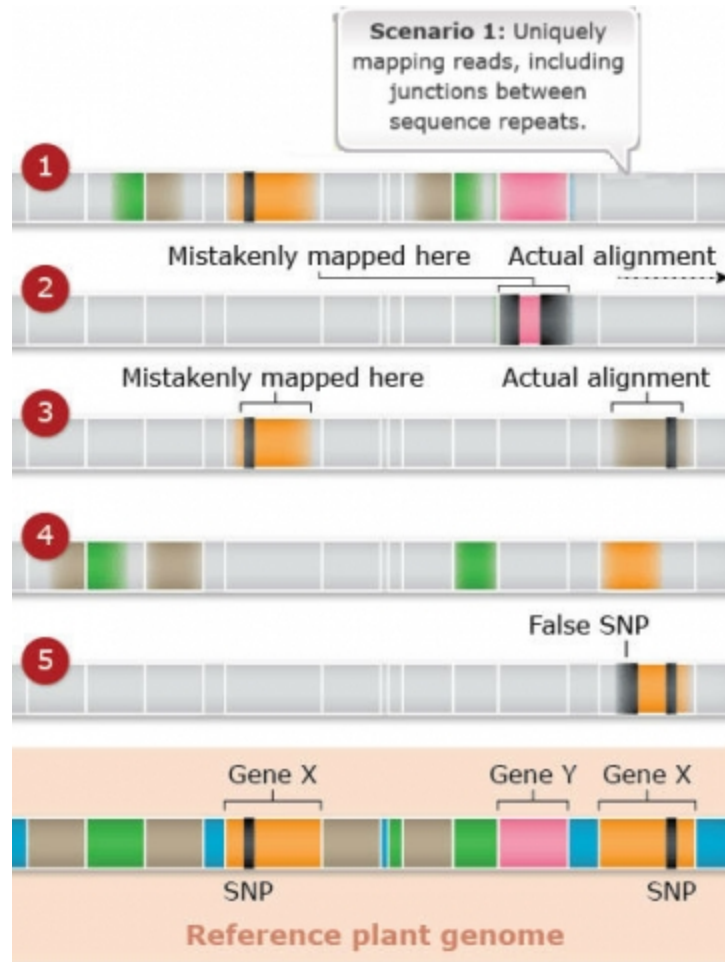 Scenario 1: Uniquely
mapping reads, including
junctions between
sequence repeats.
1
Mistakenly mapped here Actual alignment
2
Mistakenly mapped here Actual alignment
3
4
False SNP
5
Gene X Gene Y Gene X
SNP SNP
Reference plant genome